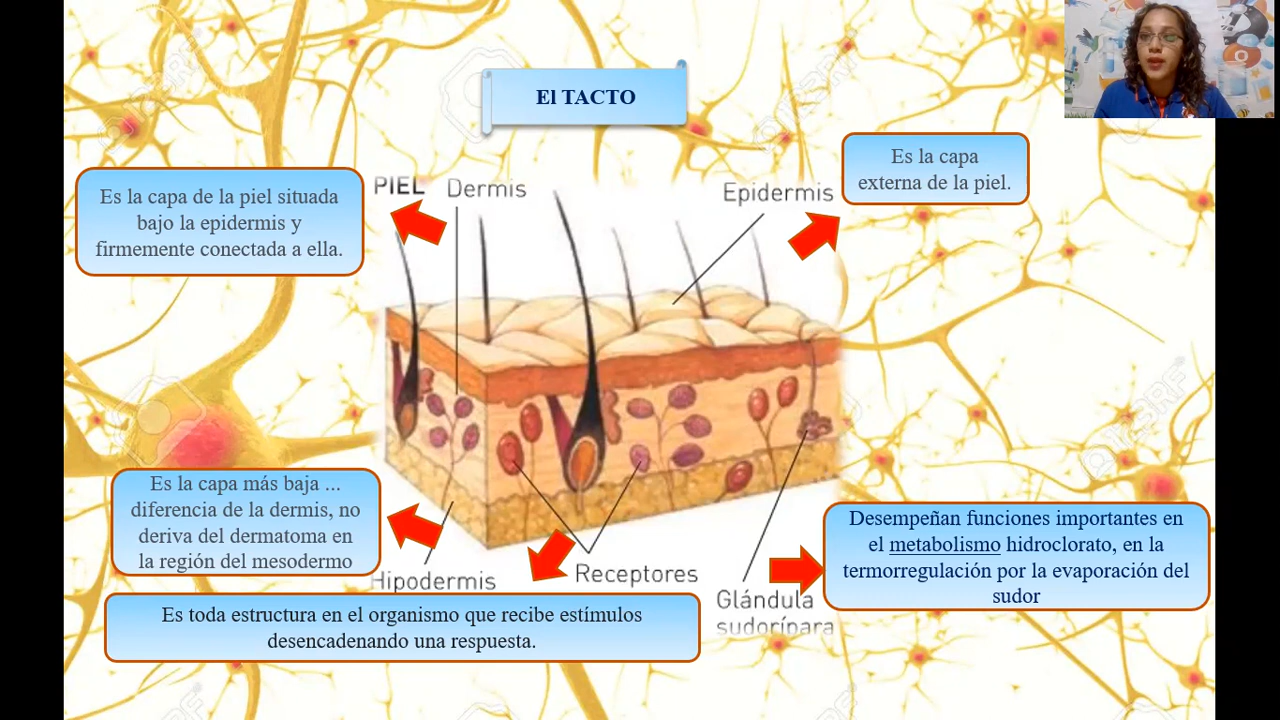 El TACTO
Es la capa
externa de la piel.
Es la capa de la piel situada
bajo la epidermis y
firmemente conectada a ella.
PIEL
Dermis
Epidermis
Es la capa más baja ...
diferencia de la dermis, no
deriva del dermatoma en
la región del mesodermo
Desempeñan funciones importantes en
el metabolismo hidroclorato, en la
termorregulación por la evaporación del
sudor
Hipodermis
Receptores
Glándula
sudorípara
Es toda estructura en el organismo que recibe estímulos
desencadenando una respuesta.
123RF